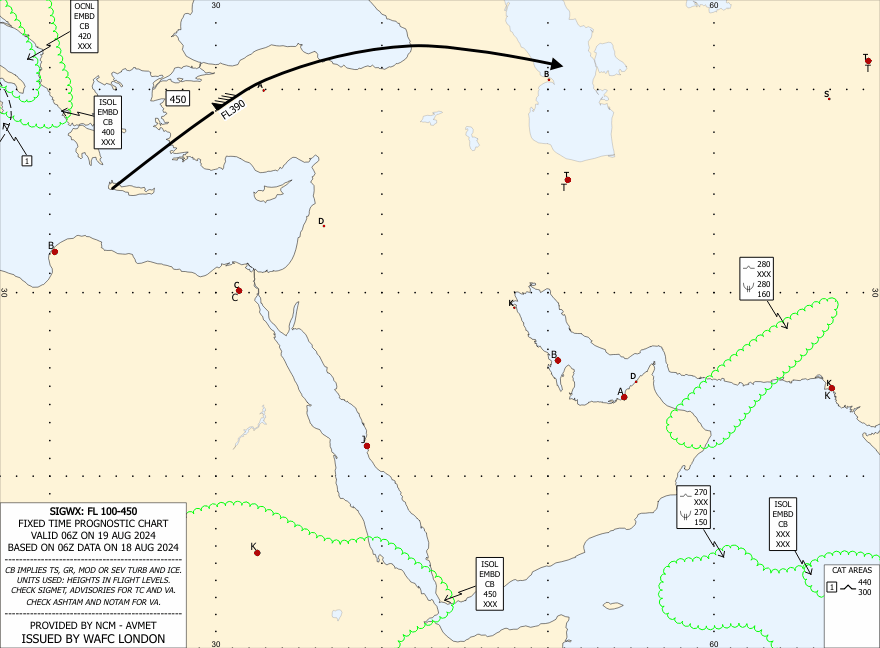 30
60
OCNL
EMBD
CB
420
XXX
T
T
B
A
450
S
ISOL
EMBD
CB
400
XXX
FL390
1
T
T
D
B
280
XXX
280
160
C
C
30
30
K
B
D
A
K
K
J
270
XXX
270
150
ISOL
EMBD
CB
XXX
XXX
K
ISOL
EMBD
CB
450
XXX
SIGWX: FL 100-450
FIXED TIME PROGNOSTIC CHART
VALID 06Z ON 19 AUG 2024
BASED ON 06Z DATA ON 18 AUG 2024
CB IMPLIES TS, GR, MOD OR SEV TURB AND ICE.
UNITS USED: HEIGHTS IN FLIGHT LEVELS.
CHECK SIGMET, ADVISORIES FOR TC AND VA.
CHECK ASHTAM AND NOTAM FOR VA.
PROVIDED BY NCM - AVMET
ISSUED BY WAFC LONDON
CAT AREAS
1
440
300
30
60